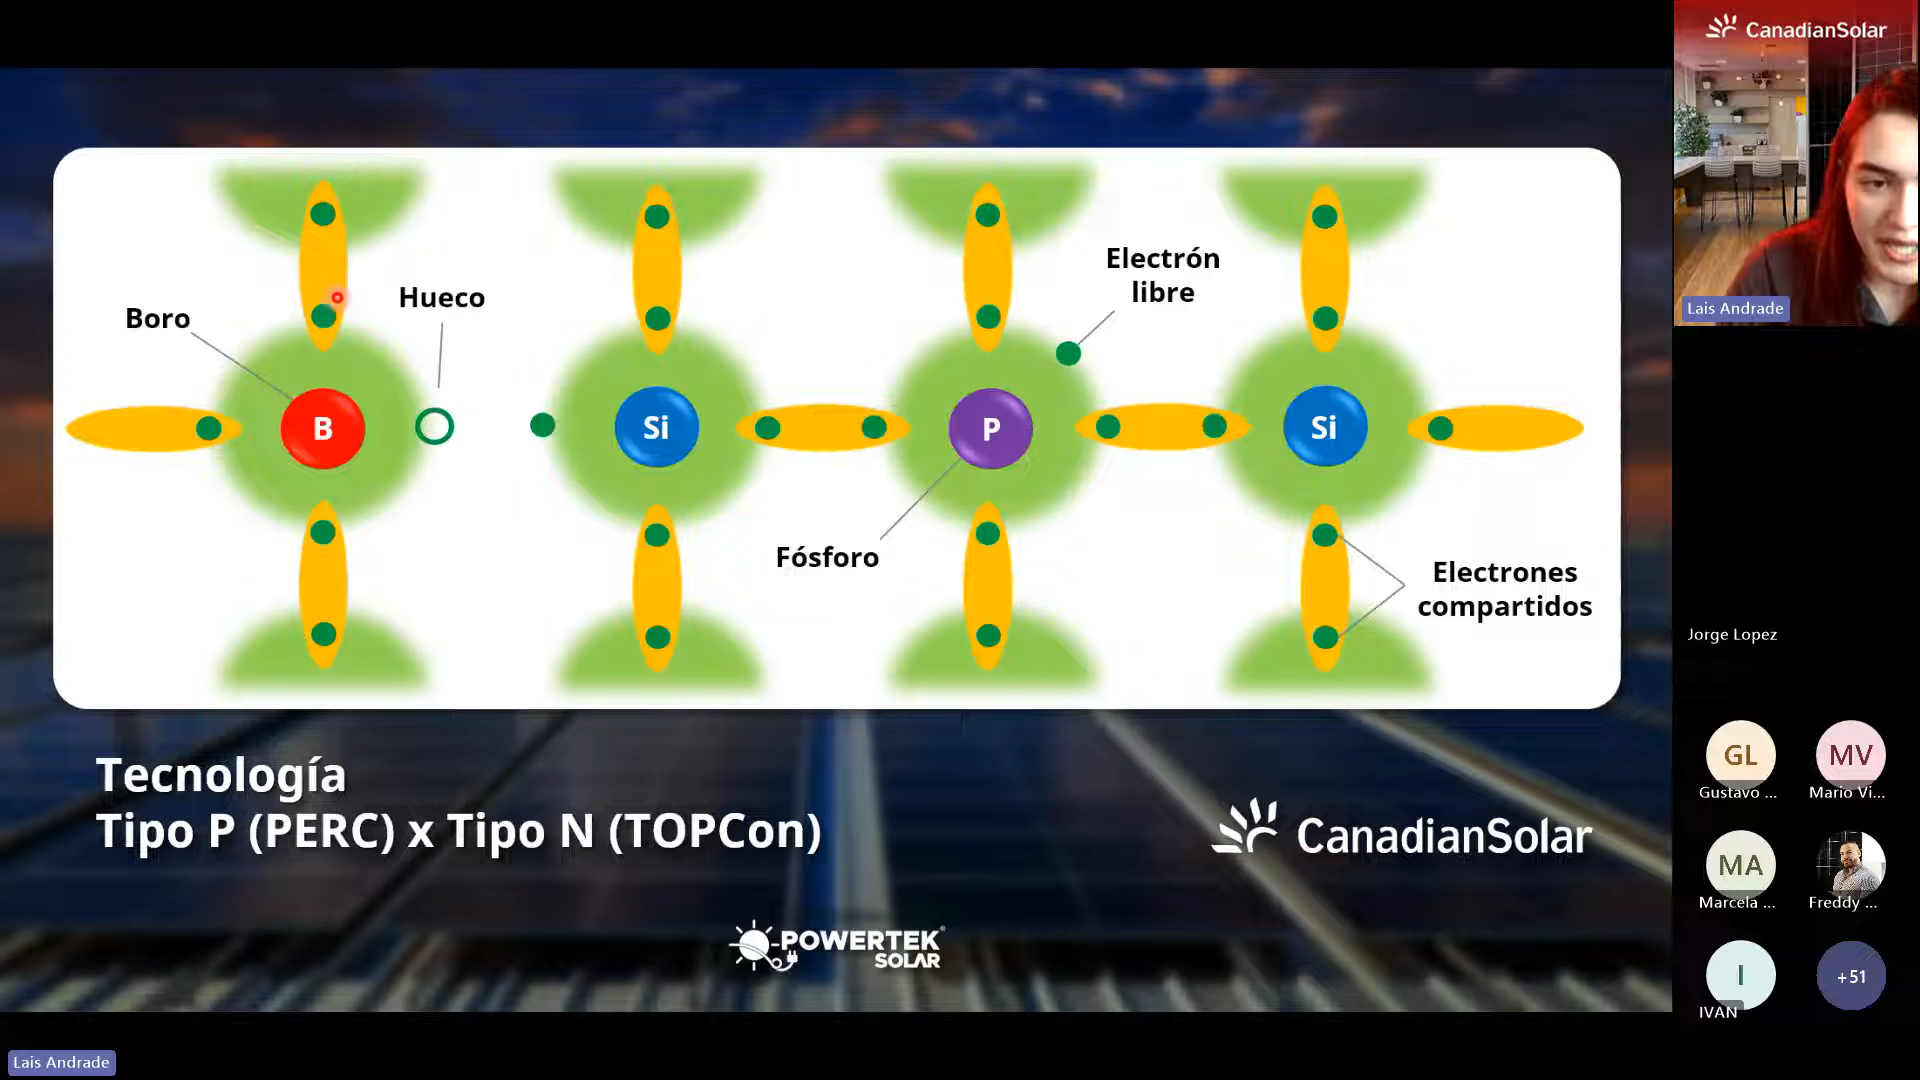 CanadianSolar
Lais Andrade
Electrón
libre
Hueco
Boro
B
Si
P
Si
Fósforo
Electrones
compartidos
Tecnología
Tipo P (PERC) x Tipo N (TOPCon)
CanadianSolar
POWERTEK
SOLAR
Jorge Lopez
GL
Gustavo ...
MV
Mario Vi...
MA
Marcela ...
Freddy ...
I
IVAN
+51
Lais Andrade